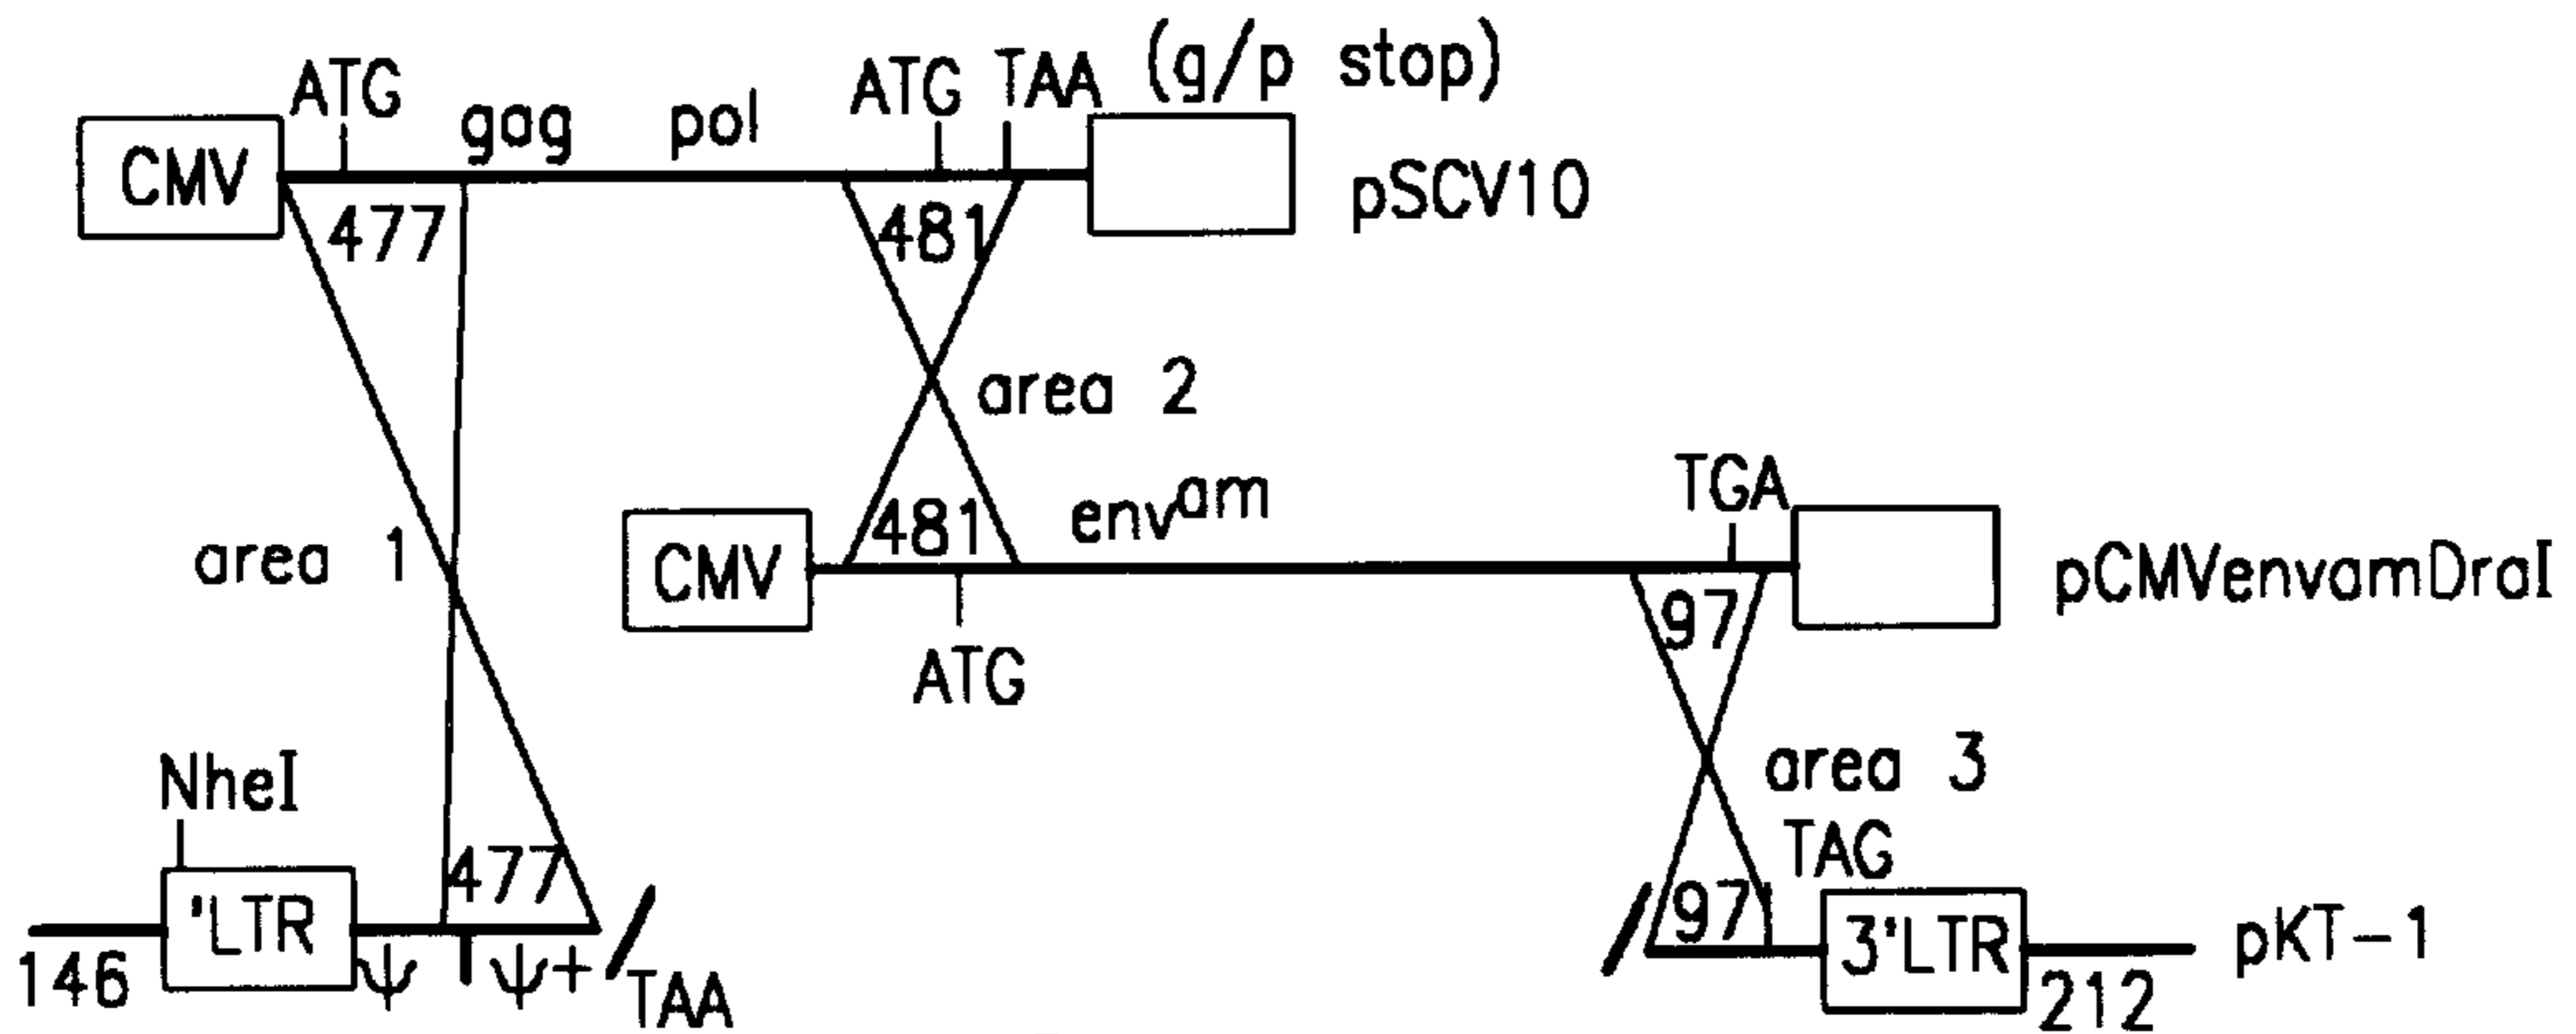 ATG gag pol ATG TAA (g/p stop)
CMV pSCV10
477 481
area 2
area 1
CMV 481 env am TGA pCMVenvamDraI
ATG 97
area 3
NheI
TAG
'LTR 477 97 3'LTR pKT-1
146 ψ ψ+ TAA 212